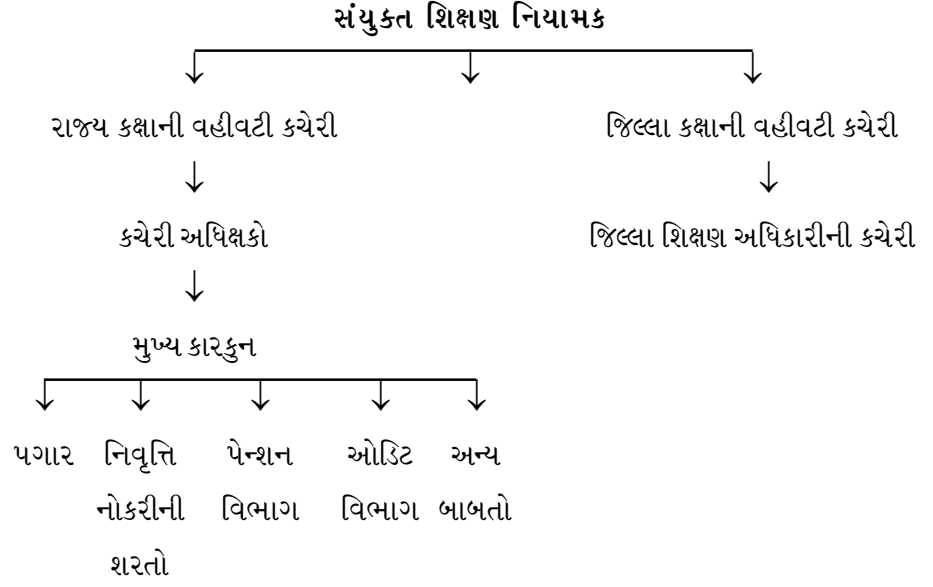 સંયુક્ત શિક્ષણ નિયામક
રાજ્ય કક્ષાની વહીવટી કચેરી
જિલ્લા કક્ષાની વહીવટી કચેરી
કચેરી અધિક્ષકો
જિલ્લા શિક્ષણ અધિકારીની કચેરી
મુખ્ય કારકુન
પગાર
નિવૃત્તિ
નોકરીની
શરતો
પેન્શન
વિભાગ
ઓડિટ
વિભાગ
અન્ય
બાબતો